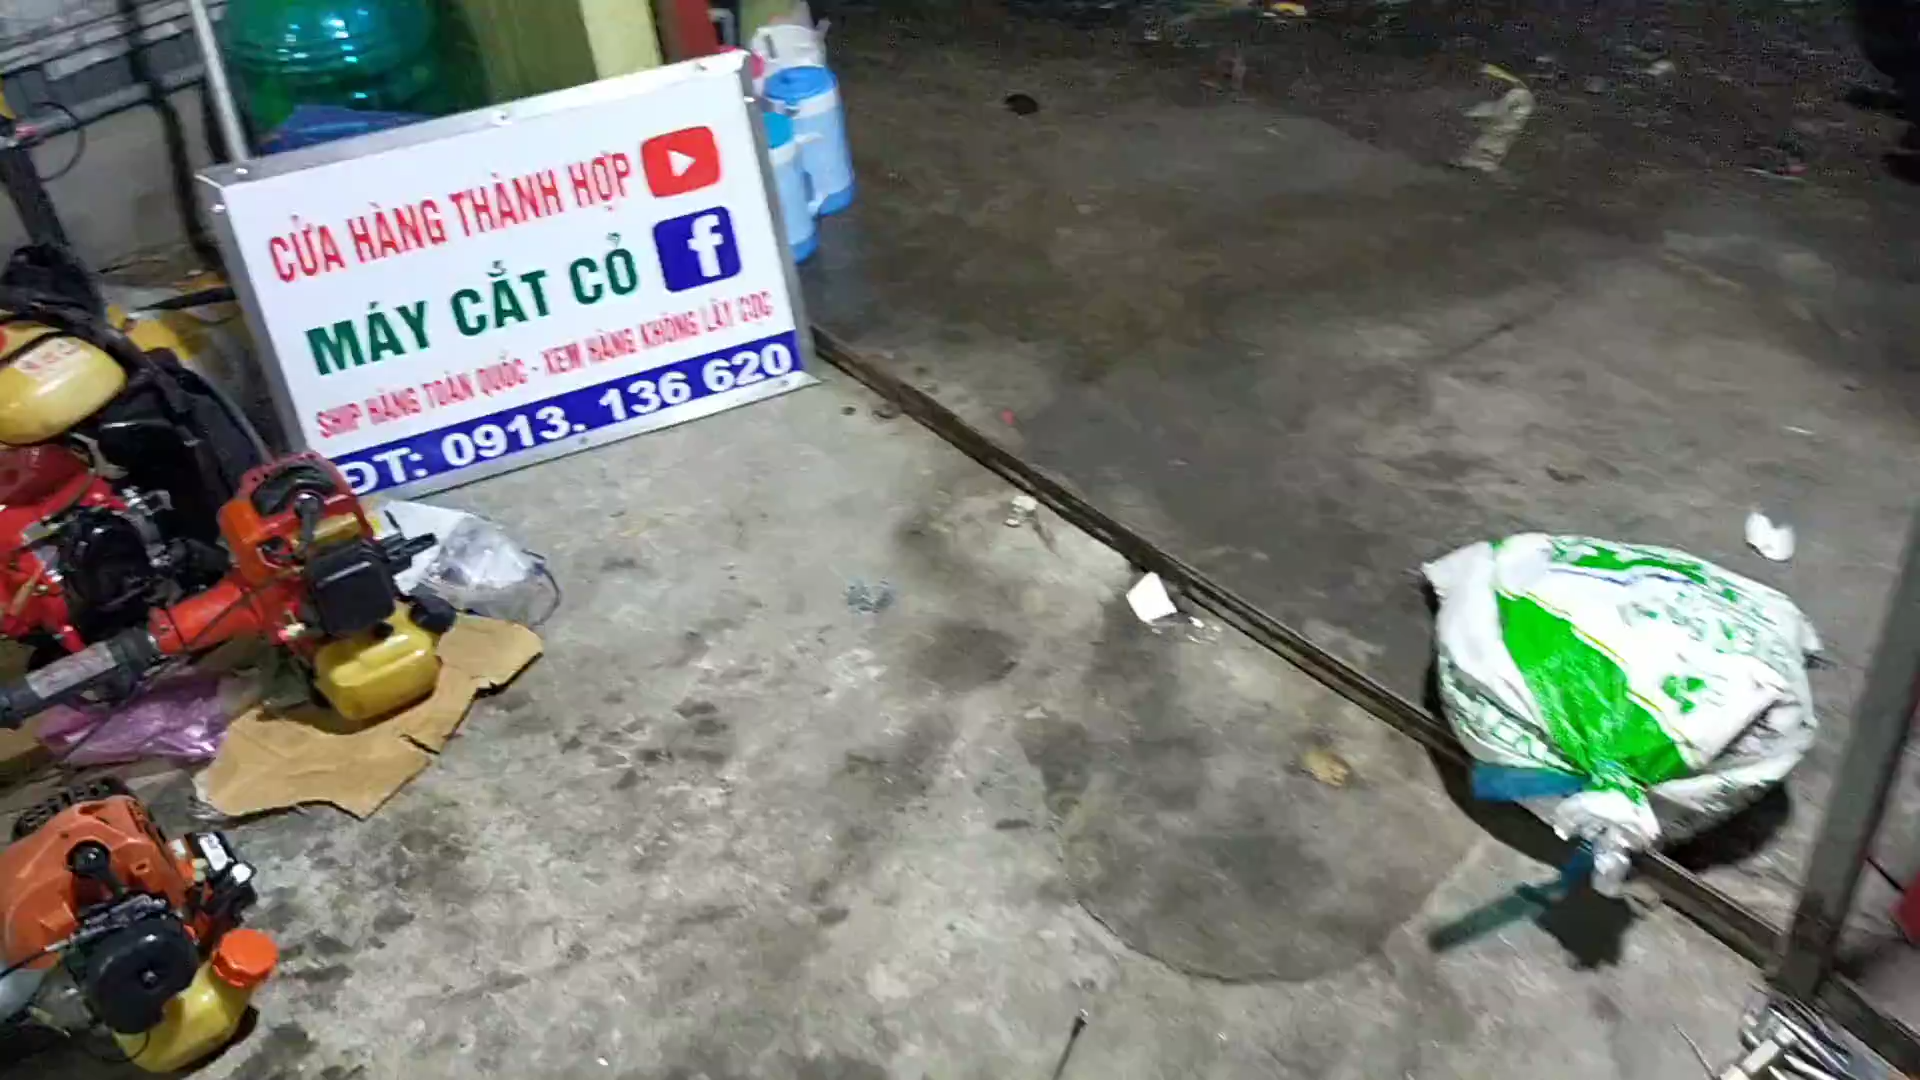 CỬA HÀNG THÀNH HỢP
MÁY CẮT CỎ f
SHIP HÀNG TOÀN QUỐC - XEM HÀNG KHÔNG LẤY CỌC
ĐT: 0913. 136 620